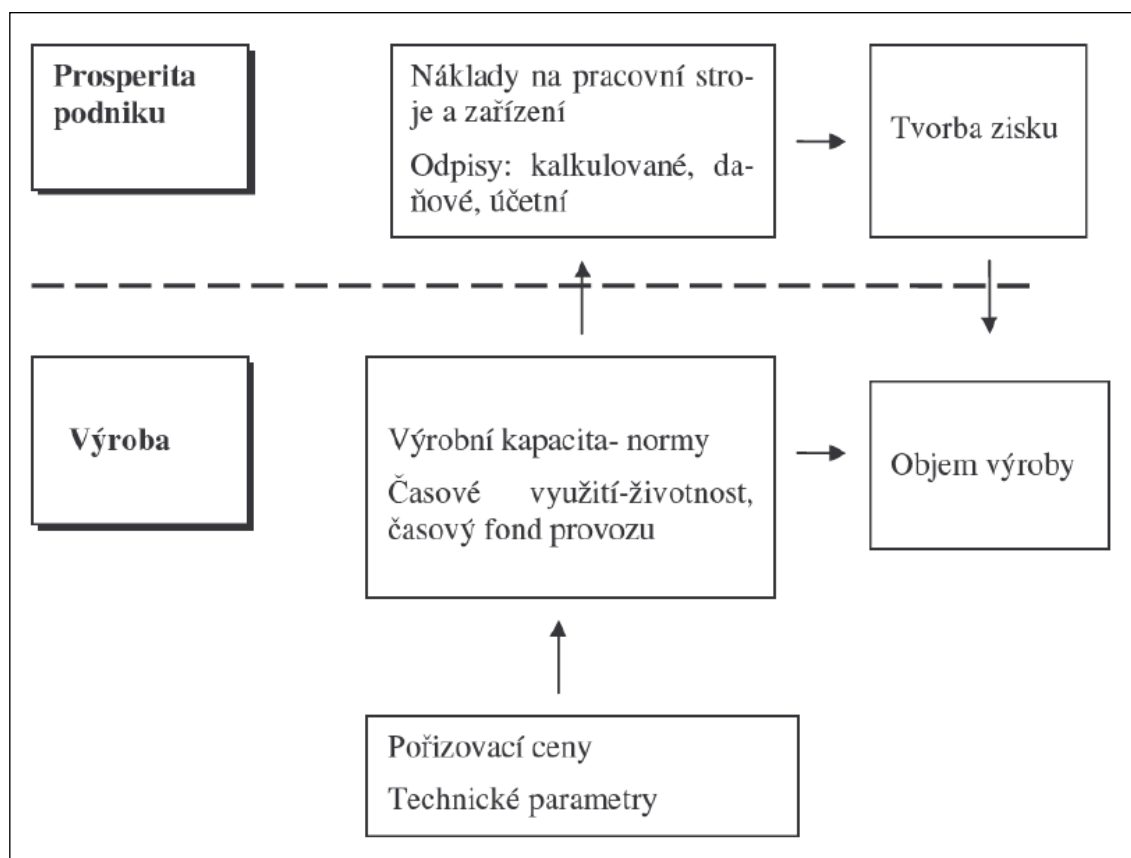 Prosperita
podniku
Náklady na pracovní stro-
je a zařízení
Odpisy: kalkulované, da-
ňové, účetní
Tvorba zisku
Výroba
Výrobní kapacita- normy
Časové využití-životnost,
časový fond provozu
Objem výroby
Pořizovací ceny
Technické parametry